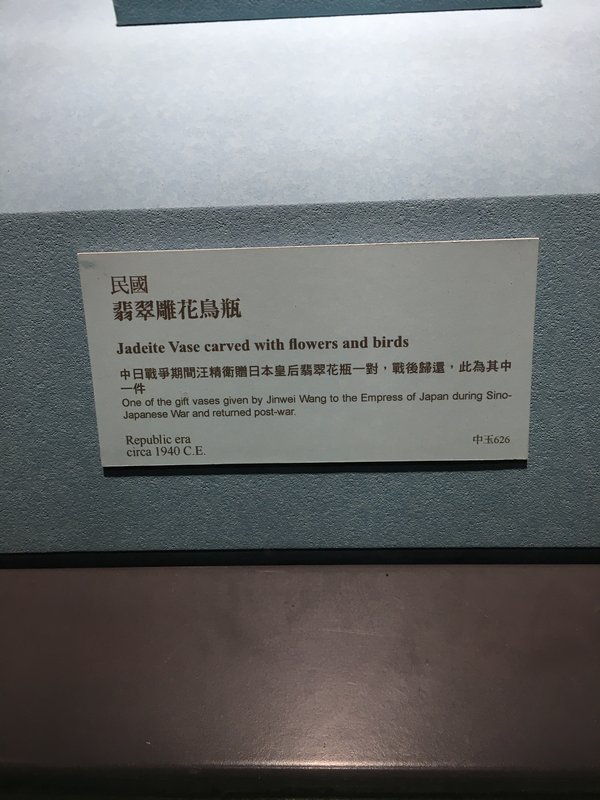 民國
翡翠雕花鳥瓶
Jadeite Vase carved with flowers and birds
中日戰爭期間汪精衛贈日本皇后翡翠花瓶一對，戰後歸還，此為其中
一件
One of the gift vases given by Jinwei Wang to the Empress of Japan during Sino-
Japanese War and returned post-war.
Republic era
circa 1940 C.E.
中玉626